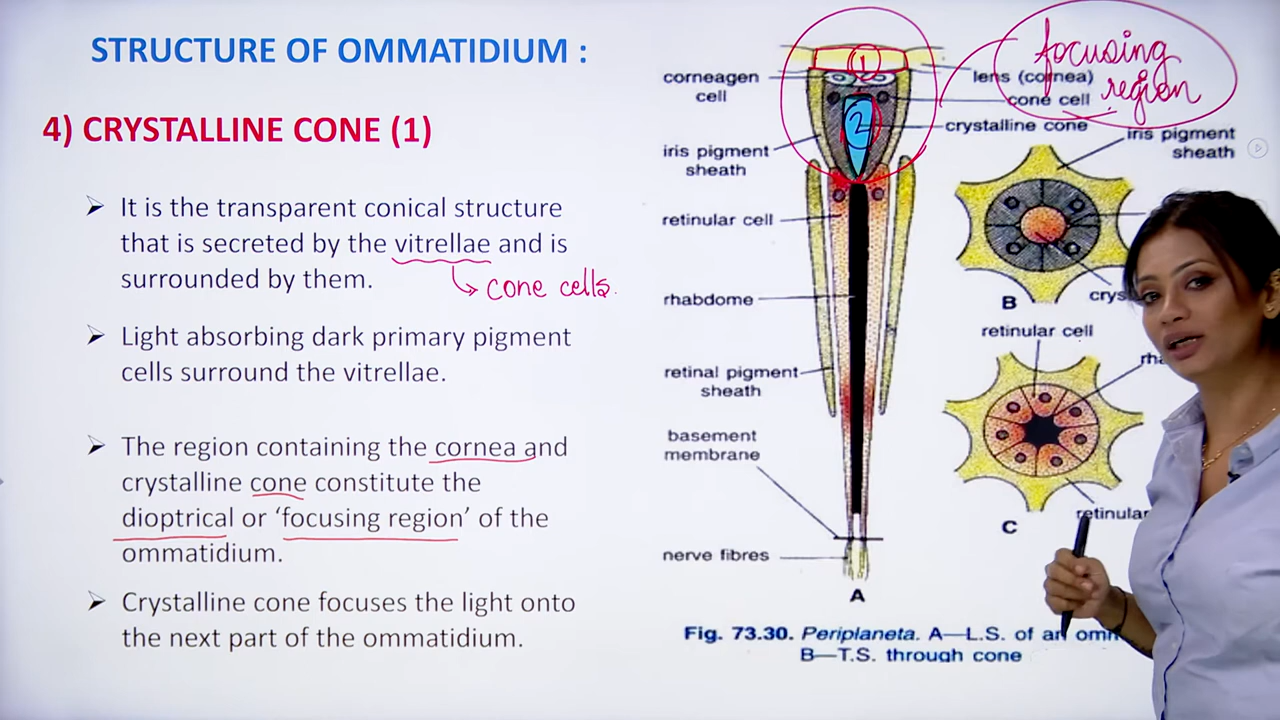 STRUCTURE OF OMMATIDIUM :
4) CRYSTALLINE CONE (1)
➢ It is the transparent conical structure
that is secreted by the vitrellae and is
surrounded by them.
cone cells.
➢ Light absorbing dark primary pigment
cells surround the vitrellae.
➢ The region containing the cornea and
crystalline cone constitute the
dioptrical or ‘focusing region’ of the
ommatidium.
➢ Crystalline cone focuses the light onto
the next part of the ommatidium.
focusing
region
1
2
corneagen
cell
iris pigment
sheath
retinular cell
rhabdome
retinal pigment
sheath
basement
membrane
nerve fibres
A
lens (cornea)
cone cell
crystalline cone
iris pigment
sheath
B
retinular cell
C
retinular
Fig. 73.30. Periplaneta. A—L.S. of an
B—T.S. through cone